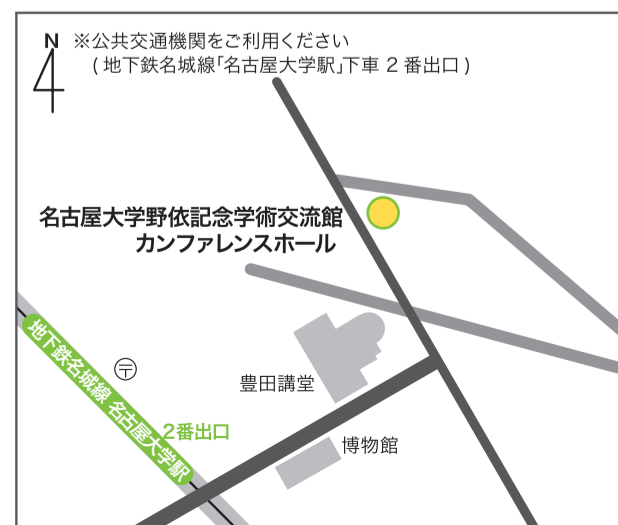 N
※公共交通機関をご利用ください
(地下鉄名城線「名古屋大学駅」下車 2 番出口)
名古屋大学野依記念学術交流館
カンファレンスホール
地下鉄名城線 名古屋大学駅
〒
豊田講堂
2番出口
博物館